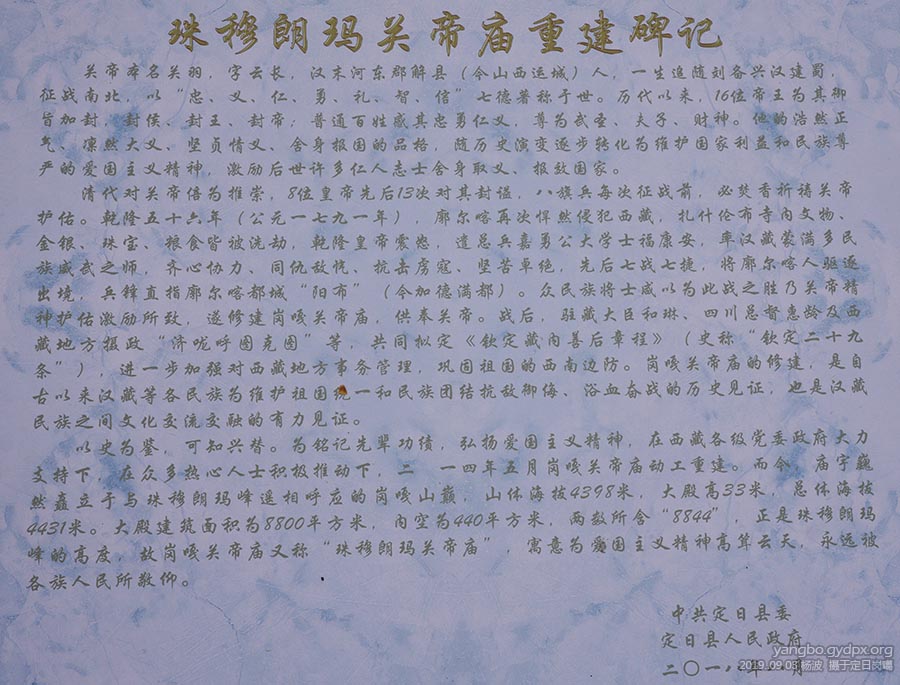 珠穆朗玛关帝庙重建碑记
关帝本名关羽，字云长，汉末河东郡解县（今山西运城）人，一生追随刘备兴汉建蜀，
征战南北，以“忠、义、仁、勇、礼、智、信”七德著称于世。历代以来，16位帝王为其御
旨加封，封侯、封王、封帝，普通百姓感其忠勇仁义，尊为武圣、夫子、财神。他的浩然正
气、凛然大义、坚贞情义、舍身报国的品格，随历史演变逐步转化为维护国家利益和民族尊
严的爱国主义精神，激励后世许多仁人志士舍身取义、报效国家。
清代对关帝倍为推崇，8位皇帝先后13次对其封谥，八旗兵每次征战前，必焚香祈祷关帝
护佑。乾隆五十六年（公元一七九一年），廓尔喀再次悍然侵犯西藏，扎什伦布寺内文物、
金银、珠宝、粮食皆被洗劫，乾隆皇帝震怒，遣总兵嘉勇公大学士福康安，率汉藏蒙满多民
族威武之师，齐心协力、同仇敌忾、抗击虏寇、坚苦卓绝，先后七战七捷，将廓尔喀人驱逐
出境，兵锋直指廓尔喀都城“阳布”（今加德满都）。众民族将士咸以为此战之胜乃关帝精
神护佑激励所致，遂修建岗嘎关帝庙，供奉关帝。战后，驻藏大臣和琳、四川总督惠龄及西
藏地方摄政“济咙呼图克图”等，共同拟定《钦定藏内善后章程》（史称“钦定二十九
条”），进一步加强对西藏地方事务管理，巩固祖国的西南边防。岗嘎关帝庙的修建，是自
古以来汉藏等各民族为维护祖国统一和民族团结抗敌御侮、浴血奋战的历史见证，也是汉藏
民族之间文化交流交融的有力见证。
以史为鉴，可知兴替。为铭记先辈功绩，弘扬爱国主义精神，在西藏各级党委政府大力
支持下，在众多热心人士积极推动下，二 一四年五月岗嘎关帝庙动工重建。而今，庙宇巍
然矗立于与珠穆朗玛峰遥相呼应的岗嘎山巅，山体海拔4398米，大殿高33米，总体海拔
4431米。大殿建筑面积为8800平方米，内空为440平方米，两数所含“8844”，正是珠穆朗玛
峰的高度，故岗嘎关帝庙又称“珠穆朗玛关帝庙”，寓意为爱国主义精神高耸云天，永远被
各族人民所敬仰。
中共定日县委
定日县人民政府
二〇一八年 月
yangbo.gydpx.org
2019.09.03 杨波 摄于定日岗嘎